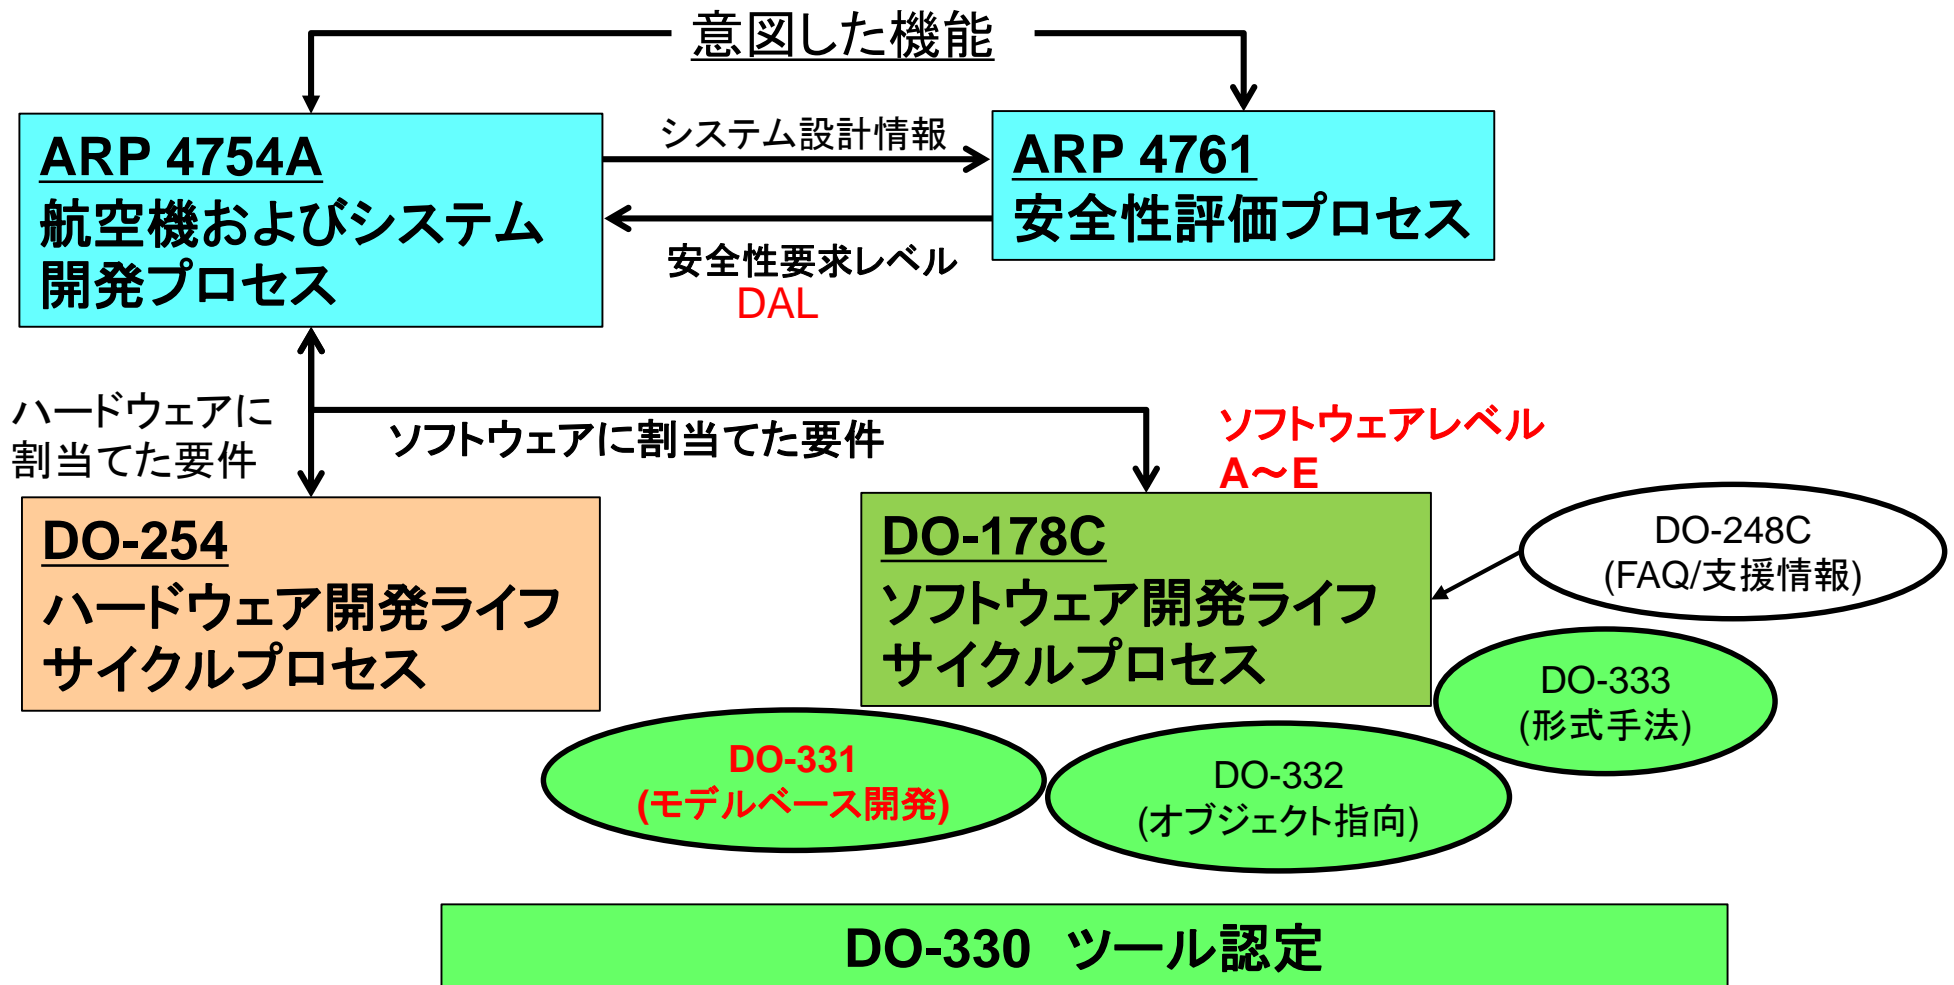 意図した機能
ARP 4754A
航空機およびシステム
開発プロセス
システム設計情報
安全性要求レベル
DAL
ARP 4761
安全性評価プロセス
ハードウェアに
割当てた要件
ソフトウェアに割当てた要件
ソフトウェアレベル
A～E
DO-254
ハードウェア開発ライフ
サイクルプロセス
DO-178C
ソフトウェア開発ライフ
サイクルプロセス
DO-248C
(FAQ/支援情報)
DO-333
(形式手法)
DO-331
(モデルベース開発)
DO-332
(オブジェクト指向)
DO-330　ツール認定